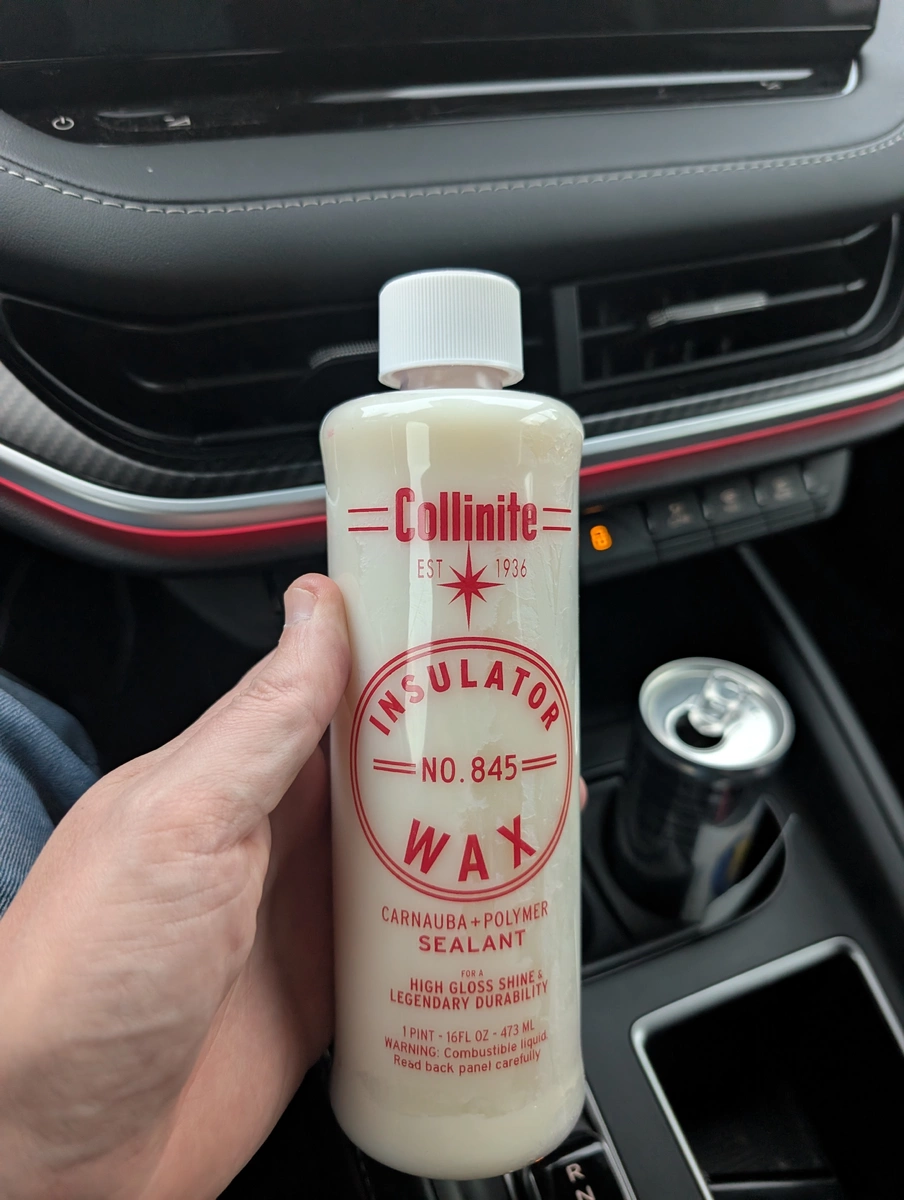 Collinite
EST 1936
INSULATOR
NO. 845
WAX
CARNAUBA+POLYMER
SEALANT
FOR A
HIGH GLOSS SHINE &
LEGENDARY DURABILITY
1 PINT - 16FL OZ - 473 ML
WARNING: Combustible liquid.
Read back panel carefully
R
N